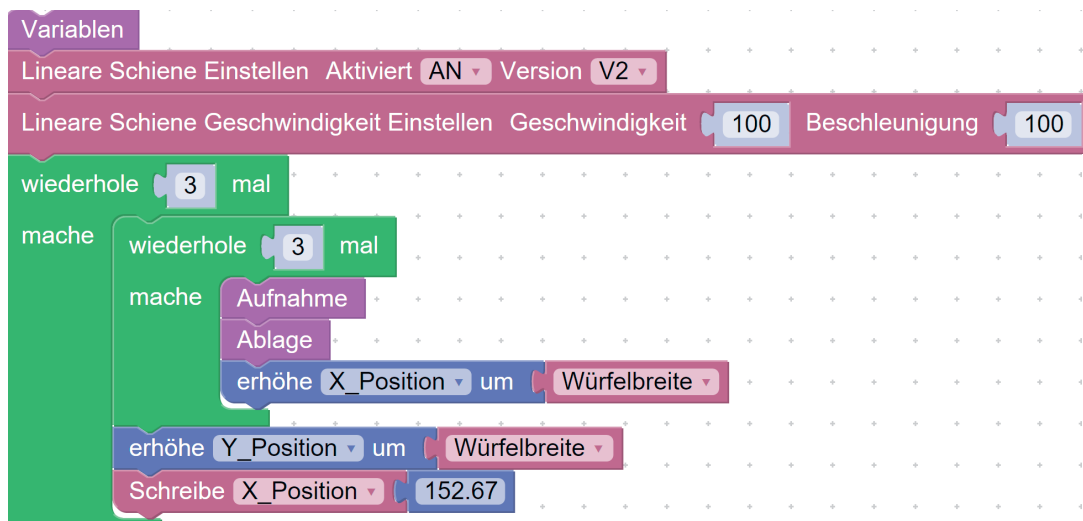 Variablen
Lineare Schiene Einstellen Aktiviert AN Version V2
Lineare Schiene Geschwindigkeit Einstellen Geschwindigkeit 100 Beschleunigung 100
wiederhole 3 mal
mache wiederhole 3 mal
mache Aufnahme
Ablage
erhöhe X_Position um Würfelbreite
erhöhe Y_Position um Würfelbreite
Schreibe X_Position 152.67